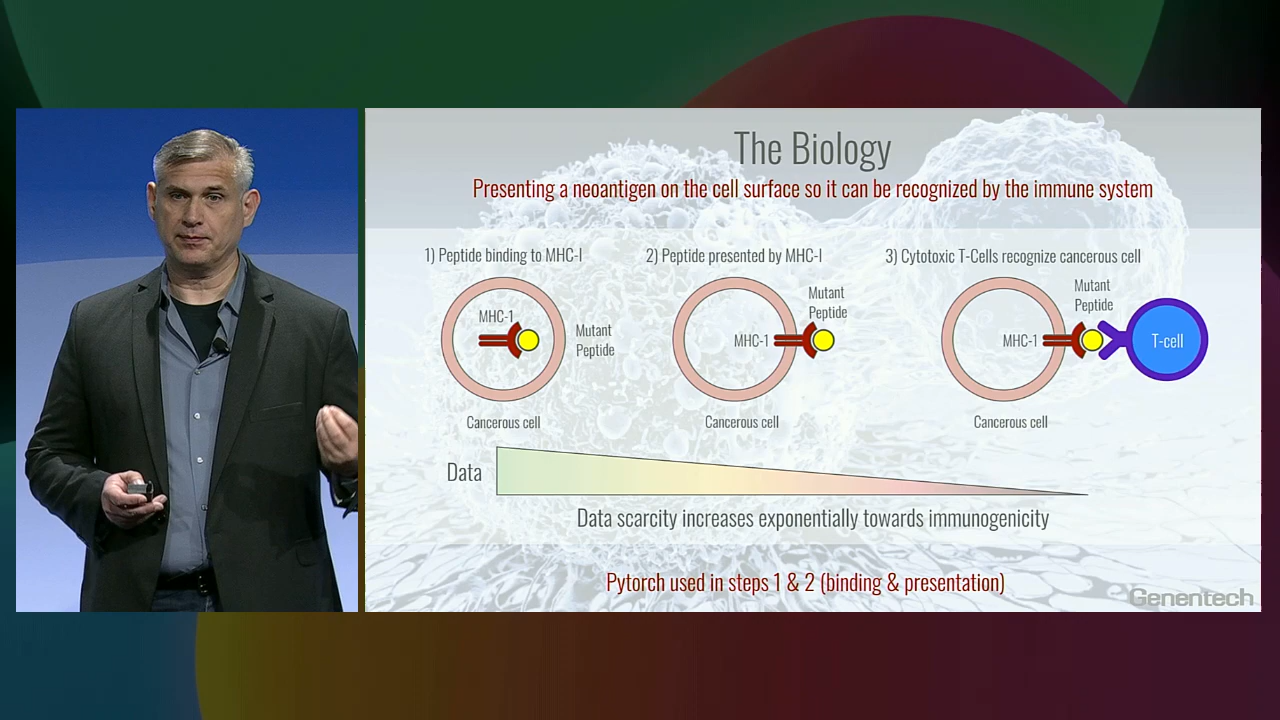 The Biology
Presenting a neoantigen on the cell surface so it can be recognized by the immune system
1) Peptide binding to MHC-I
2) Peptide presented by MHC-I
3) Cytotoxic T-Cells recognize cancerous cell
MHC-1
Mutant
Peptide
Cancerous cell
Mutant
Peptide
MHC-1
Cancerous cell
Mutant
Peptide
MHC-1
T-cell
Cancerous cell
Data
Data scarcity increases exponentially towards immunogenicity
Pytorch used in steps 1 & 2 (binding & presentation)
Genentech